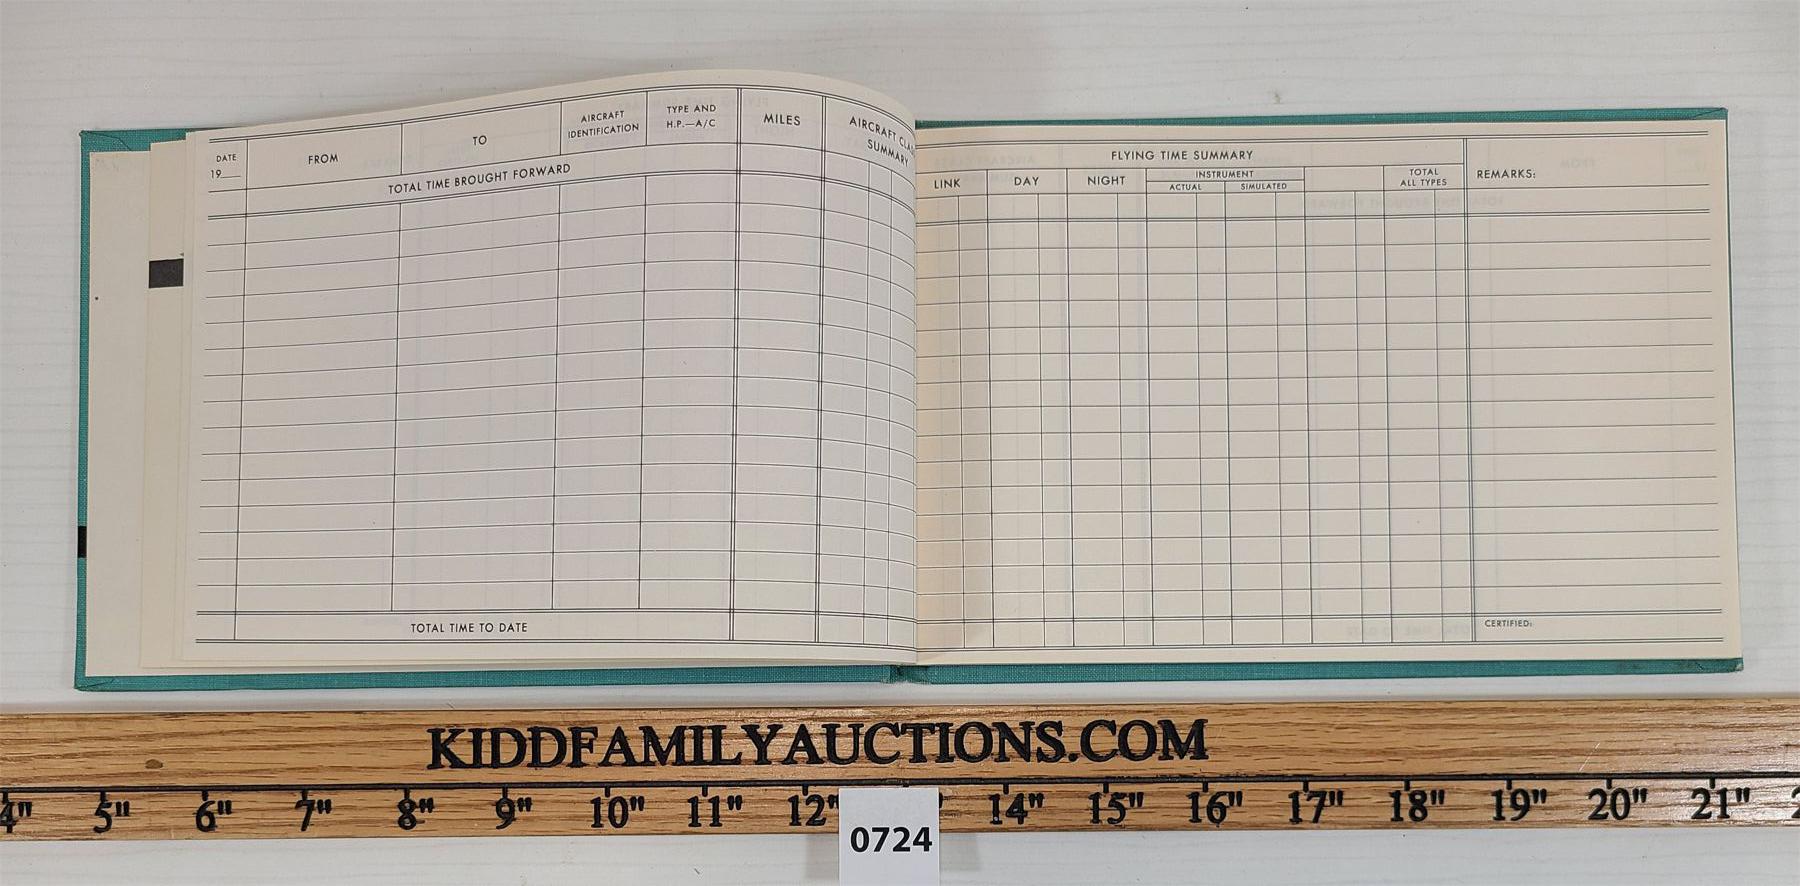 DATE
19__
FROM
TO
AIRCRAFT
IDENTIFICATION
TYPE AND
H.P.—A/C
MILES
AIRCRAFT
SUMMARY
TOTAL TIME BROUGHT FORWARD
TOTAL TIME TO DATE
FLYING TIME SUMMARY
LINK
DAY
NIGHT
INSTRUMENT
ACTUAL
SIMULATED
TOTAL
ALL TYPES
REMARKS:
CERTIFIED:
KIDDFAMILYAUCTIONS.COM
4" 5" 6" 7" 8" 9" 10" 11" 12" 14" 15" 16" 17" 18" 19" 20" 21"
0724